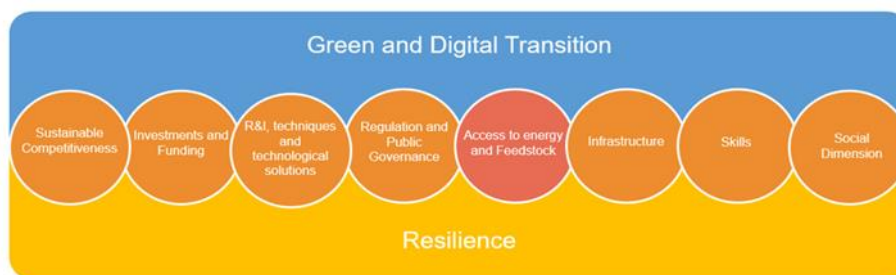 Green and Digital Transition
Sustainable
Competitiveness
Investments and
Funding
R&I, techniques
and
technological
solutions
Regulation and
Public
Governance
Access to energy
and Feedstock
Infrastructure
Skills
Social
Dimension
Resilience